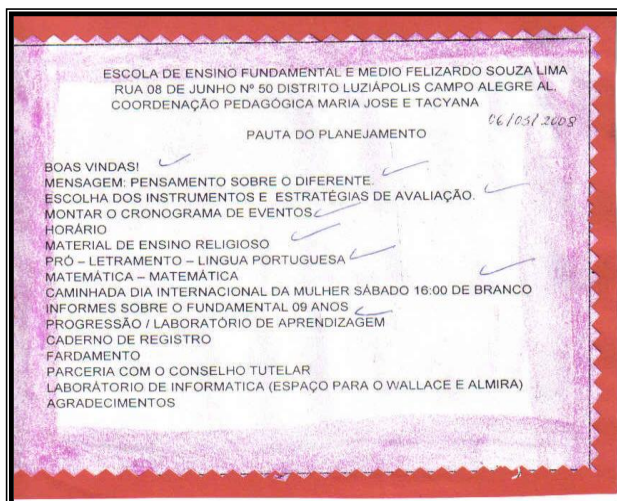 ESCOLA DE ENSINO FUNDAMENTAL E MEDIO FELIZARDO SOUZA LIMA
RUA 08 DE JUNHO Nº 50 DISTRITO LUZIÁPOLIS CAMPO ALEGRE AL.
COORDENAÇÃO PEDAGÓGICA MARIA JOSE E TACYANA
06/03/2008
PAUTA DO PLANEJAMENTO
BOAS VINDAS!
MENSAGEM: PENSAMENTO SOBRE O DIFERENTE.
ESCOLHA DOS INSTRUMENTOS E ESTRATÉGIAS DE AVALIAÇÃO.
MONTAR O CRONOGRAMA DE EVENTOS
HORÁRIO
MATERIAL DE ENSINO RELIGIOSO
PRÓ – LETRAMENTO – LINGUA PORTUGUESA
MATEMÁTICA – MATEMÁTICA
CAMINHADA DIA INTERNACIONAL DA MULHER SÁBADO 16:00 DE BRANCO
INFORMES SOBRE O FUNDAMENTAL 09 ANOS
PROGRESSÃO / LABORATÓRIO DE APRENDIZAGEM
CADERNO DE REGISTRO
FARDAMENTO
PARCERIA COM O CONSELHO TUTELAR
LABORÁTORIO DE INFORMATICA (ESPAÇO PARA O WALLACE E ALMIRA)
AGRADECIMENTOS